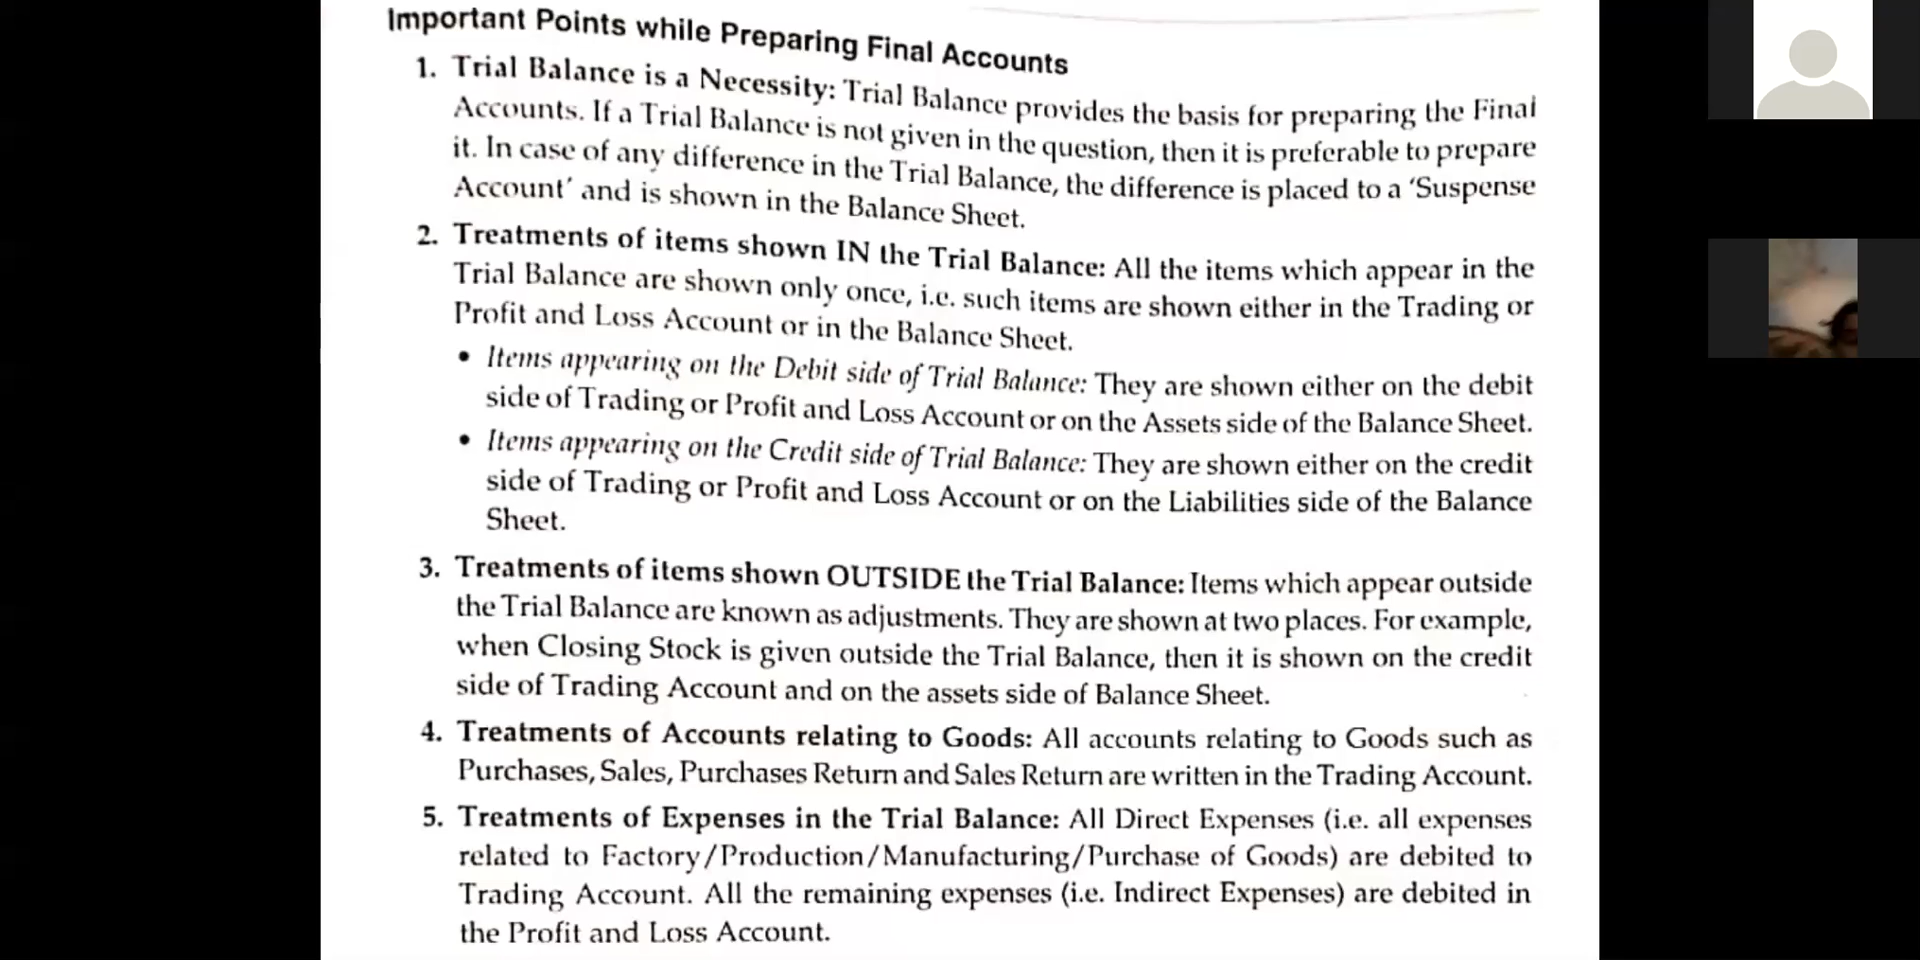 Important Points while Preparing Final Accounts
1. Trial Balance is a Necessity: Trial Balance provides the basis for preparing the Final
Accounts. If a Trial Balance is not given in the question, then it is preferable to prepare
it. In case of any difference in the Trial Balance, the difference is placed to a ‘Suspense
Account’ and is shown in the Balance Sheet.
2. Treatments of items shown IN the Trial Balance: All the items which appear in the
Trial Balance are shown only once, i.e. such items are shown either in the Trading or
Profit and Loss Account or in the Balance Sheet.
• Items appearing on the Debit side of Trial Balance: They are shown either on the debit
side of Trading or Profit and Loss Account or on the Assets side of the Balance Sheet.
• Items appearing on the Credit side of Trial Balance: They are shown either on the credit
side of Trading or Profit and Loss Account or on the Liabilities side of the Balance
Sheet.
3. Treatments of items shown OUTSIDE the Trial Balance: Items which appear outside
the Trial Balance are known as adjustments. They are shown at two places. For example,
when Closing Stock is given outside the Trial Balance, then it is shown on the credit
side of Trading Account and on the assets side of Balance Sheet.
4. Treatments of Accounts relating to Goods: All accounts relating to Goods such as
Purchases, Sales, Purchases Return and Sales Return are written in the Trading Account.
5. Treatments of Expenses in the Trial Balance: All Direct Expenses (i.e. all expenses
related to Factory/Production/Manufacturing/Purchase of Goods) are debited to
Trading Account. All the remaining expenses (i.e. Indirect Expenses) are debited in
the Profit and Loss Account.